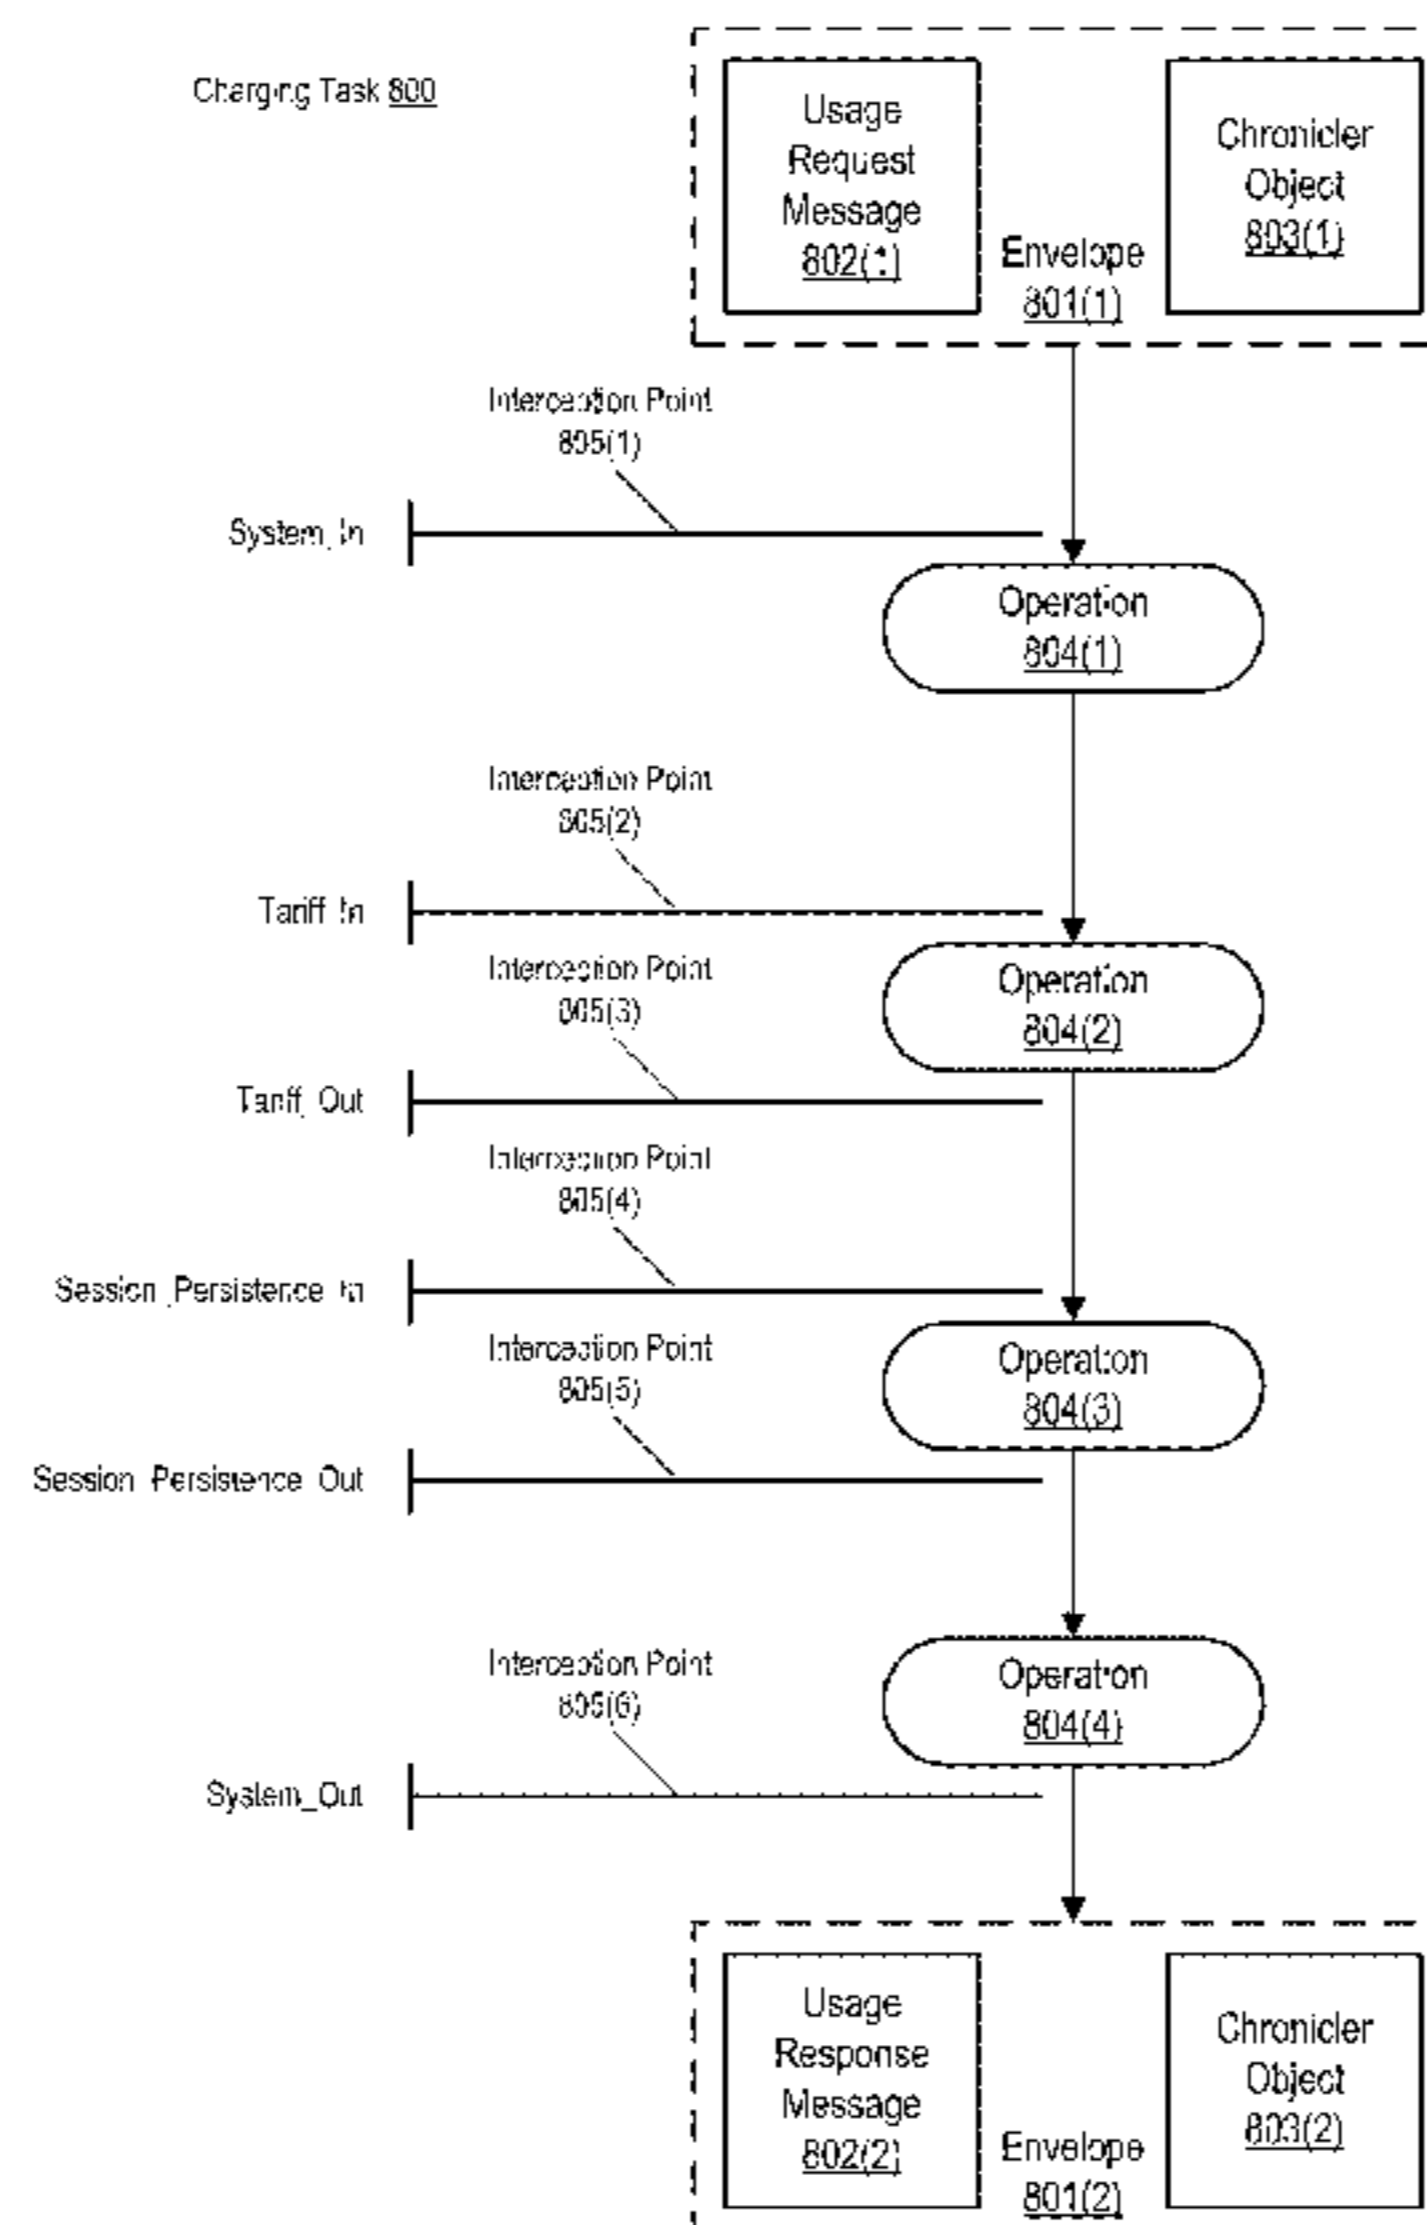 Charging Task 800
Usage
Request
Message
802(1)
Envelope
801(1)
Chronicler
Object
803(1)
Interception Point
805(1)
System_In
Operation
804(1)
Interception Point
805(2)
Tariff_In
Operation
804(2)
Interception Point
805(3)
Tariff_Out
Interception Point
805(4)
Session_Persistence_In
Operation
804(3)
Interception Point
805(5)
Session_Persistence_Out
Operation
804(4)
Interception Point
805(6)
System_Out
Usage
Response
Message
802(2)
Envelope
801(2)
Chronicler
Object
803(2)